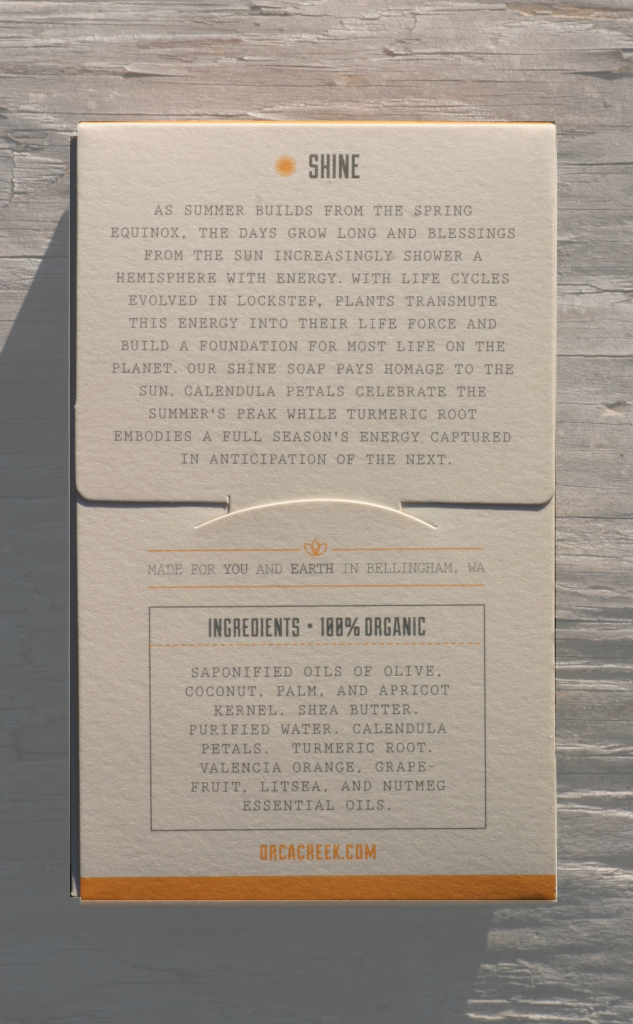 SHINE
AS SUMMER BUILDS FROM THE SPRING
EQUINOX, THE DAYS GROW LONG AND BLESSINGS
FROM THE SUN INCREASINGLY SHOWER A
HEMISPHERE WITH ENERGY. WITH LIFE CYCLES
EVOLVED IN LOCKSTEP, PLANTS TRANSMUTE
THIS ENERGY INTO THEIR LIFE FORCE AND
BUILD A FOUNDATION FOR MOST LIFE ON THE
PLANET. OUR SHINE SOAP PAYS HOMAGE TO THE
SUN. CALENDULA PETALS CELEBRATE THE
SUMMER'S PEAK WHILE TURMERIC ROOT
EMBODIES A FULL SEASON'S ENERGY CAPTURED
IN ANTICIPATION OF THE NEXT.
MADE FOR YOU AND EARTH IN BELLINGHAM, WA
INGREDIENTS • 100% ORGANIC
SAPONIFIED OILS OF OLIVE,
COCONUT, PALM, AND APRICOT
KERNEL. SHEA BUTTER.
PURIFIED WATER. CALENDULA
PETALS. TURMERIC ROOT.
VALENCIA ORANGE, GRAPE-
FRUIT, LITSEA, AND NUTMEG
ESSENTIAL OILS.
ORCACREEK.COM